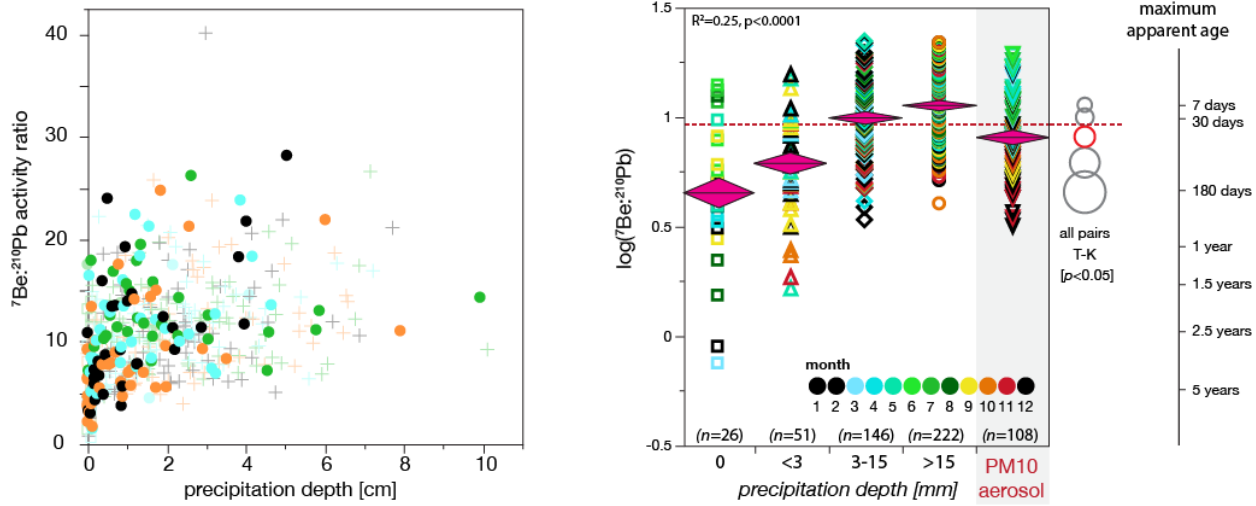 ⁷Be:²¹⁰Pb activity ratio
40
30
20
10
0
0
2
4
6
8
10
precipitation depth [cm]
log(⁷Be:²¹⁰Pb)
1.5
1
0.5
0
-0.5
R²=0.25, p<0.0001
month
1 2 3 4 5 6 7 8 9 10 11 12
(n=26) (n=51) (n=146) (n=222) (n=108)
0 <3 3-15 >15 PM10
aerosol
precipitation depth [mm]
all pairs
T-K
[p<0.05]
maximum
apparent age
7 days
30 days
180 days
1 year
1.5 years
2.5 years
5 years